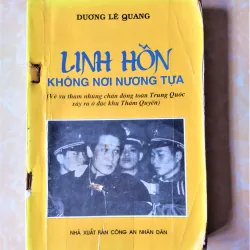 DƯƠNG LÊ QUANG
LINH HỒN
KHÔNG NƠI NƯƠNG TỰA
(Về vụ tham nhũng chấn động toàn Trung Quốc
xảy ra ở đặc khu Thẩm Quyến)
NHÀ XUẤT BẢN CÔNG AN NHÂN DÂN